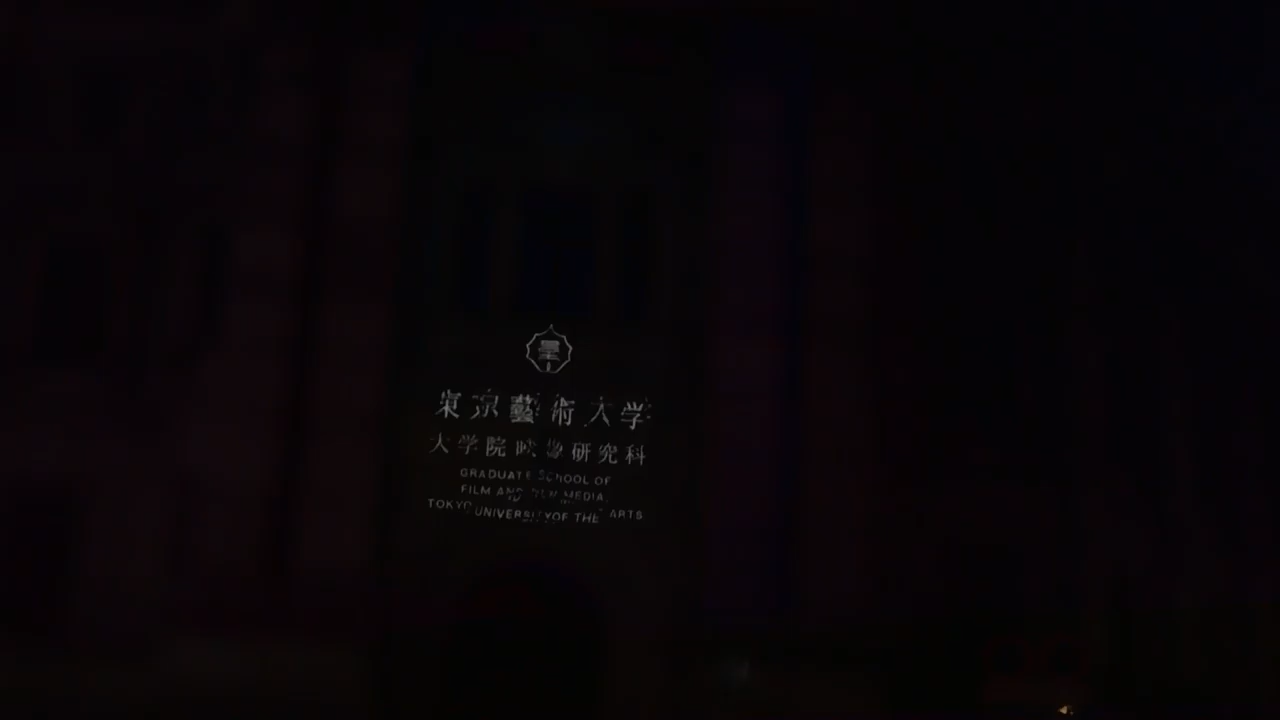 東京藝術大学
大学院映像研究科
GRADUATE SCHOOL OF
FILM AND NEW MEDIA,
TOKYO UNIVERSITY OF THE ARTS